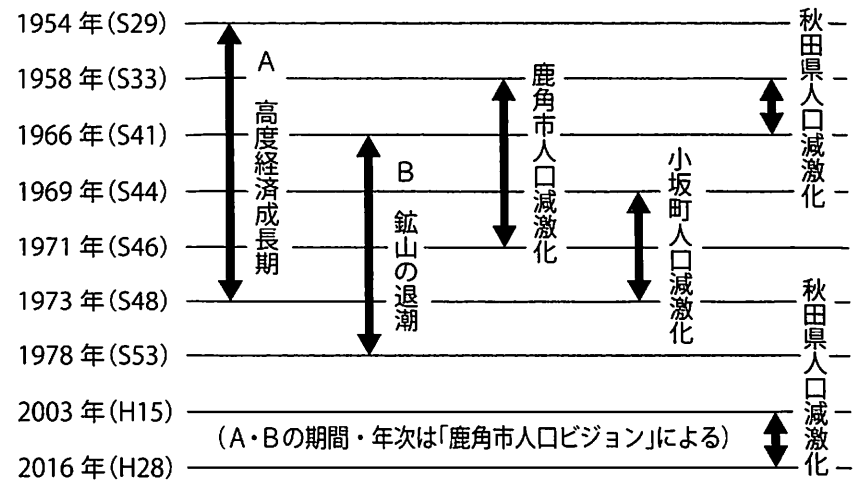 1954年(S29)
1958年(S33)
1966年(S41)
1969年(S44)
1971年(S46)
1973年(S48)
1978年(S53)
2003年(H15)
2016年(H28)
A 高度経済成長期
B 鉱山の退潮
鹿角市人口減激化
小坂町人口減激化
秋田県人口減激化
秋田県人口減激化
(A・Bの期間・年次は「鹿角市人口ビジョン」による)